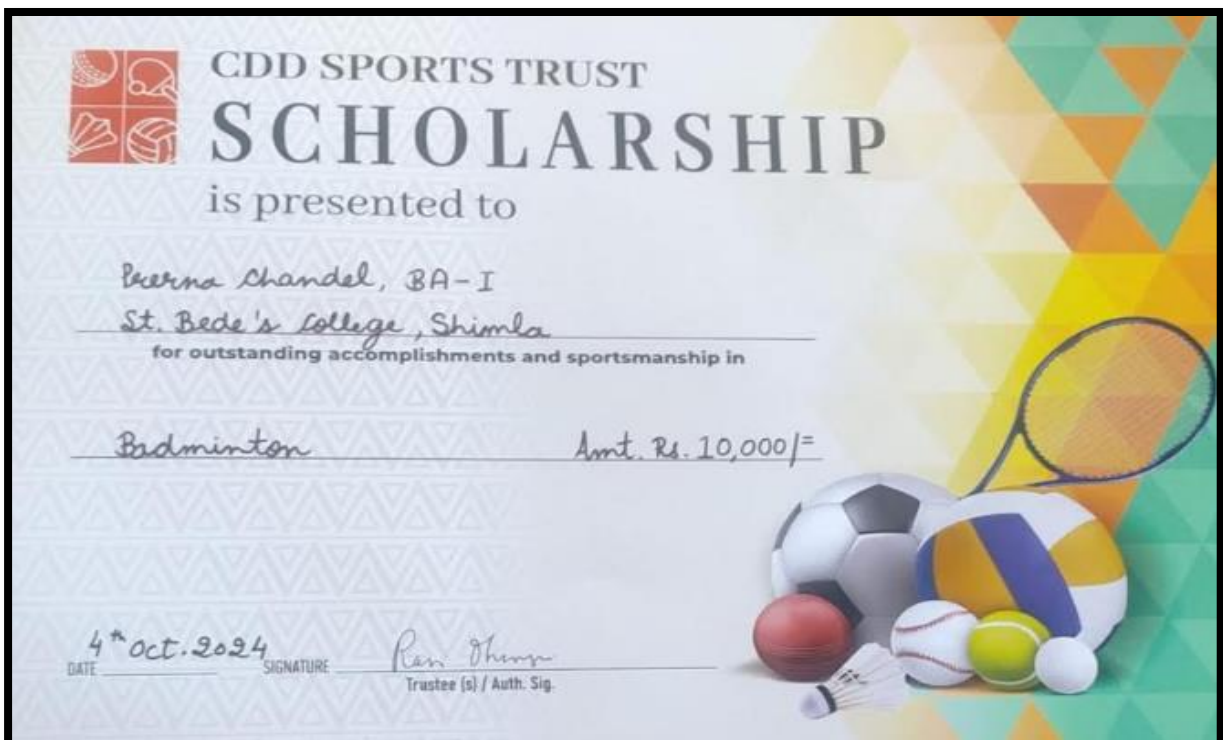 CDD SPORTS TRUST
SCHOLARSHIP
is presented to
Prerna Chandel, BA-I
St. Bede's College, Shimla
for outstanding accomplishments and sportsmanship in
Badminton Amt. Rs. 10,000/=
DATE 4th Oct. 2024 SIGNATURE
Trustee (s) / Auth. Sig.